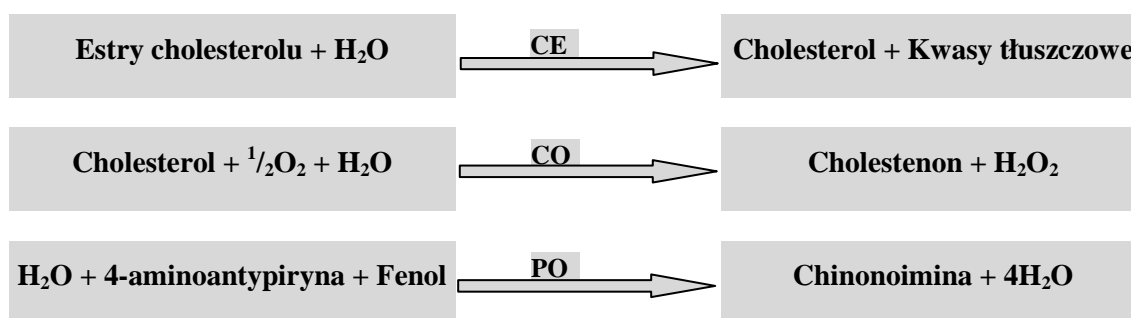 Estry cholesterolu + H₂O CE Cholesterol + Kwasy tłuszczowe
Cholesterol + ¹/₂O₂ + H₂O CO Cholestenon + H₂O₂
H₂O + 4-aminoantypiryna + Fenol PO Chinonoimina + 4H₂O